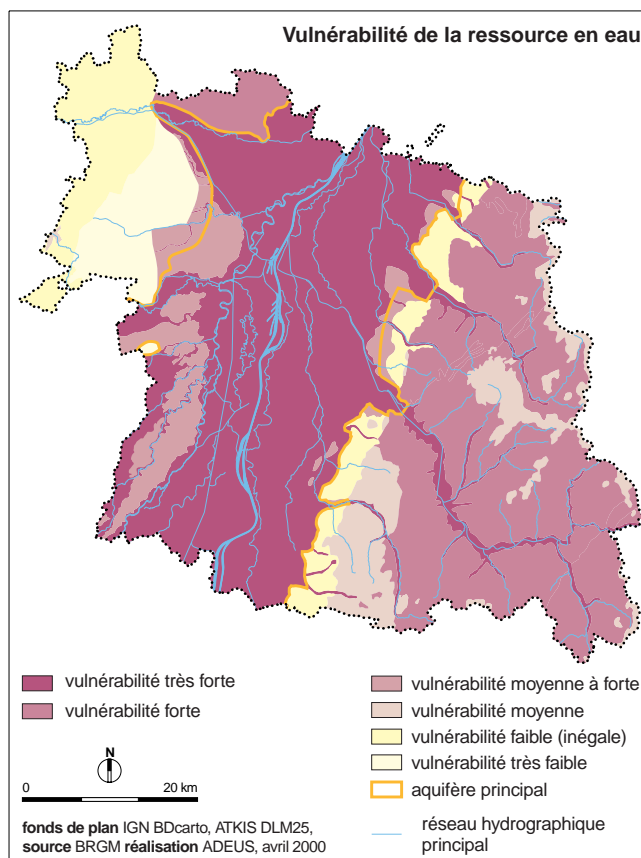 Vulnérabilité de la ressource en eau
vulnérabilité très forte
vulnérabilité forte
vulnérabilité moyenne à forte
vulnérabilité moyenne
vulnérabilité faible (inégale)
vulnérabilité très faible
aquifère principal
réseau hydrographique
principal
N
0 20 km
fonds de plan IGN BDcarto, ATKIS DLM25,
source BRGM réalisation ADEUS, avril 2000